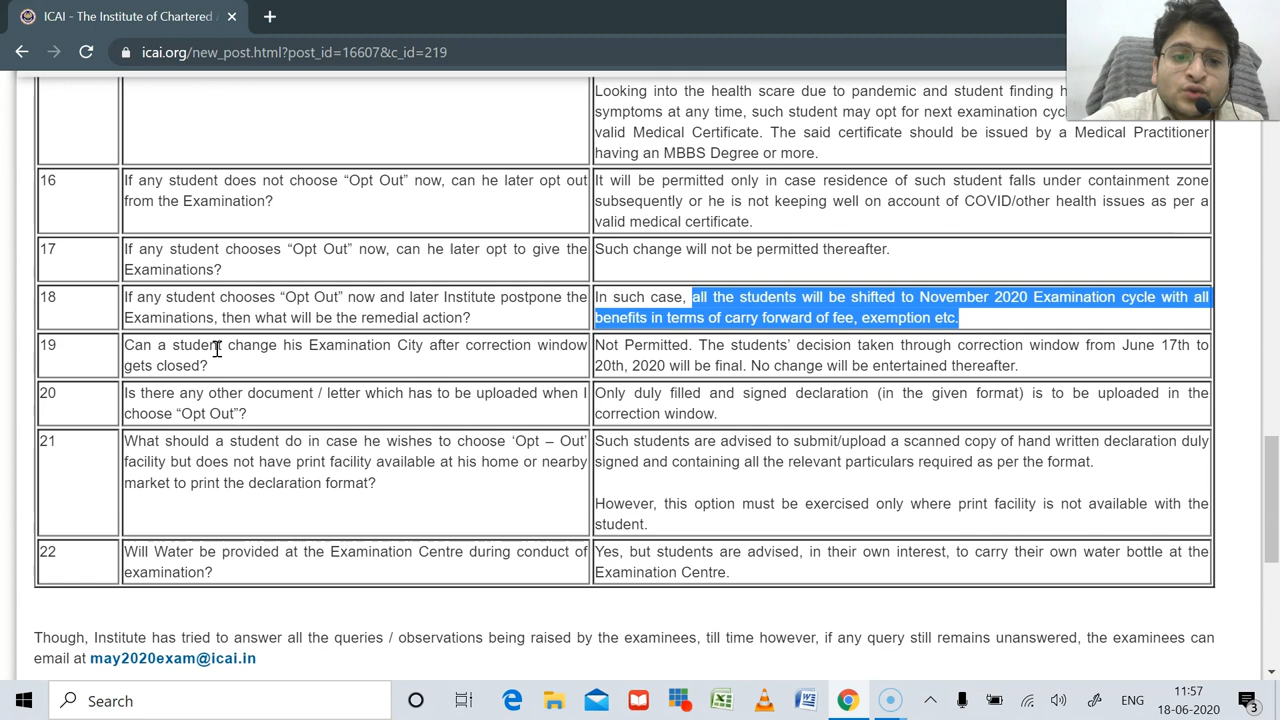 ICAI - The Institute of Chartered
icai.org/new_post.html?post_id=16607&c_id=219
Looking into the health scare due to pandemic and student finding
symptoms at any time, such student may opt for next examination
valid Medical Certificate. The said certificate should be issued by a Medical Practitioner
having an MBBS Degree or more.
16
If any student does not choose “Opt Out” now, can he later opt out
from the Examination?
It will be permitted only in case residence of such student falls under containment zone
subsequently or he is not keeping well on account of COVID/other health issues as per a
valid medical certificate.
17
If any student chooses “Opt Out” now, can he later opt to give the
Examinations?
Such change will not be permitted thereafter.
18
If any student chooses “Opt Out” now and later Institute postpone the
Examinations, then what will be the remedial action?
In such case, all the students will be shifted to November 2020 Examination cycle with all
benefits in terms of carry forward of fee, exemption etc.
19
Can a student change his Examination City after correction window
gets closed?
Not Permitted. The students’ decision taken through correction window from June 17th to
20th, 2020 will be final. No change will be entertained thereafter.
20
Is there any other document / letter which has to be uploaded when I
choose “Opt Out”?
Only duly filled and signed declaration (in the given format) is to be uploaded in the
correction window.
21
What should a student do in case he wishes to choose ‘Opt – Out’
facility but does not have print facility available at his home or nearby
market to print the declaration format?
Such students are advised to submit/upload a scanned copy of hand written declaration duly
signed and containing all the relevant particulars required as per the format.
However, this option must be exercised only where print facility is not available with the
student.
22
Will Water be provided at the Examination Centre during conduct of
examination?
Yes, but students are advised, in their own interest, to carry their own water bottle at the
Examination Centre.
Though, Institute has tried to answer all the queries / observations being raised by the examinees, till time however, if any query still remains unanswered, the examinees can
email at may2020exam@icai.in
Search
ENG
11:57
18-06-2020
3